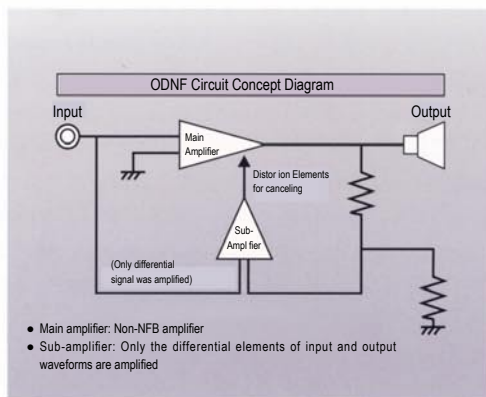 ODNF Circuit Concept Diagram
Input
Output
Main
Amplifier
Distor ion Elements
for canceling
Sub-
Ampl fier
(Only differential
signal was amplified)
● Main amplifier: Non-NFB amplifier
● Sub-amplifier: Only the differential elements of input and output
waveforms are amplified